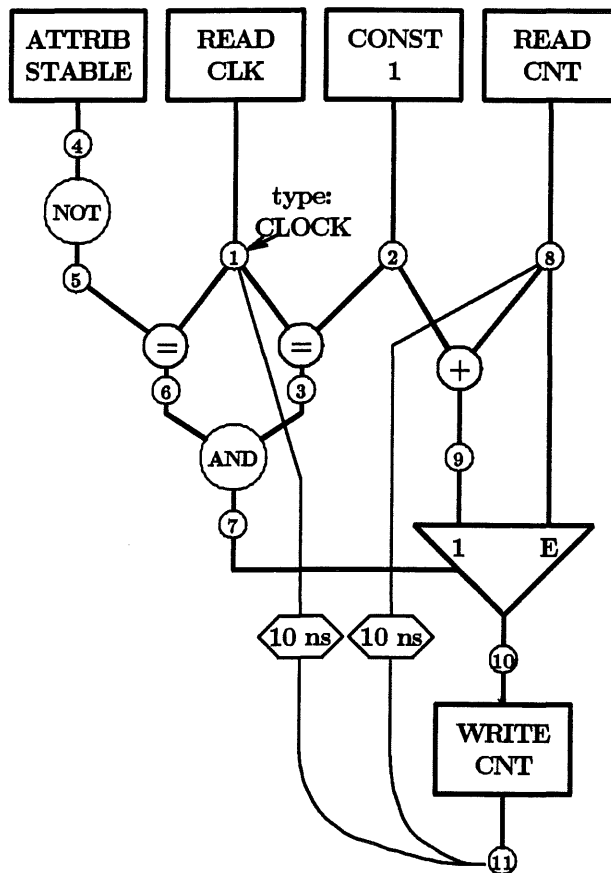 ATTRIB
STABLE
READ
CLK
CONST
1
READ
CNT
4
NOT
type:
CLOCK
5
1
2
8
=
=
+
6
3
AND
9
7
1
E
10 ns
10 ns
10
WRITE
CNT
11